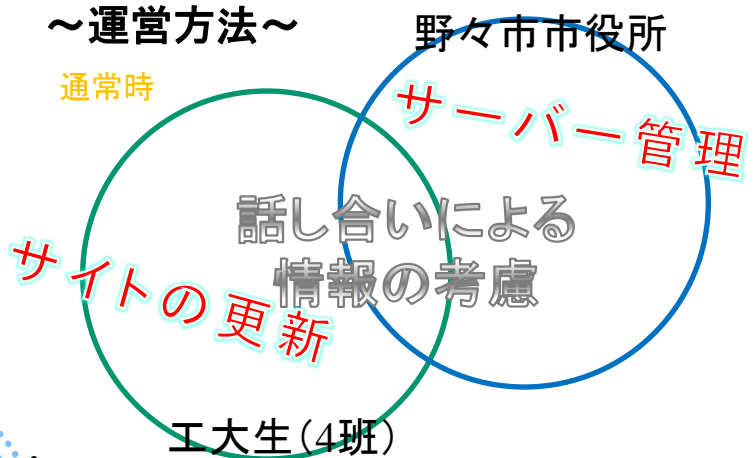 ～運営方法～
野々市市役所
通常時
サーバー管理
話し合いによる
情報の考慮
サイトの更新
工大生(4班)